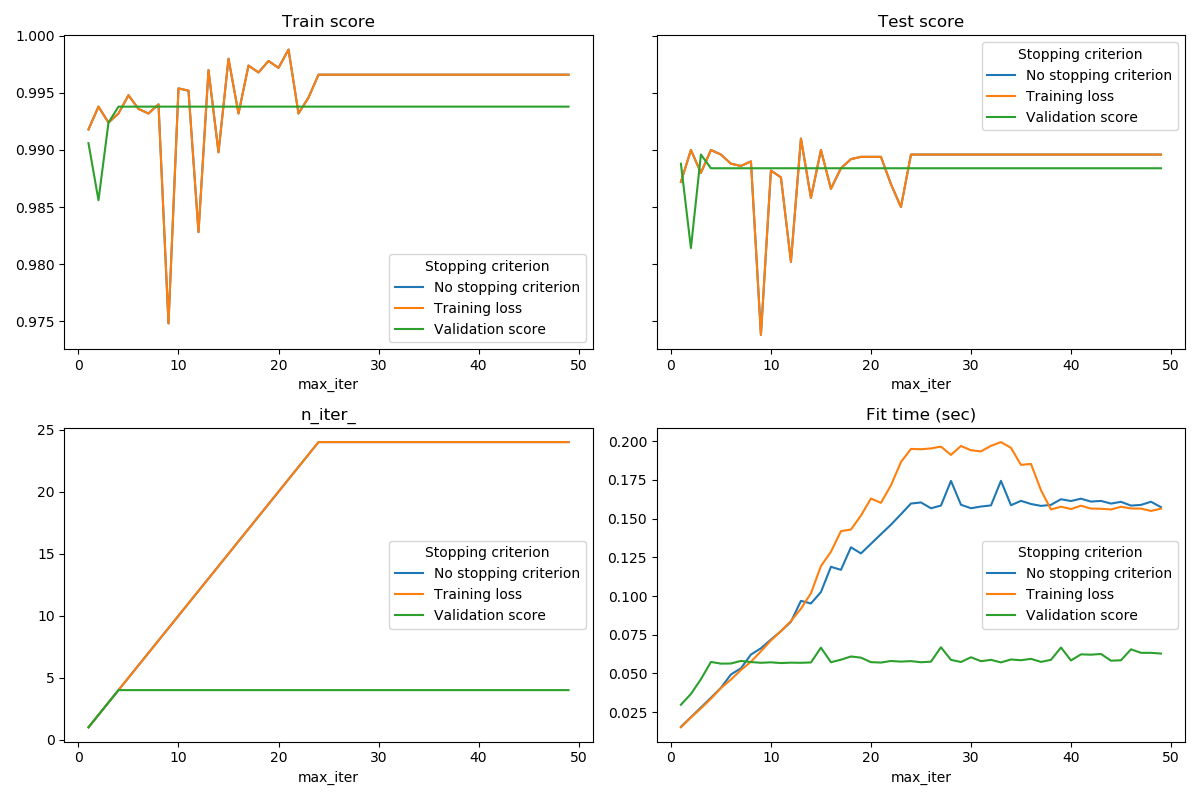 Train score
1.000
0.995
0.990
0.985
0.980
0.975
0
10
20
30
40
50
max_iter
Stopping criterion
No stopping criterion
Training loss
Validation score
Test score
Stopping criterion
No stopping criterion
Training loss
Validation score
0
10
20
30
40
50
max_iter
n_iter_
25
20
15
10
5
0
Stopping criterion
No stopping criterion
Training loss
Validation score
0
10
20
30
40
50
max_iter
Fit time (sec)
0.200
0.175
0.150
0.125
0.100
0.075
0.050
0.025
Stopping criterion
No stopping criterion
Training loss
Validation score
0
10
20
30
40
50
max_iter